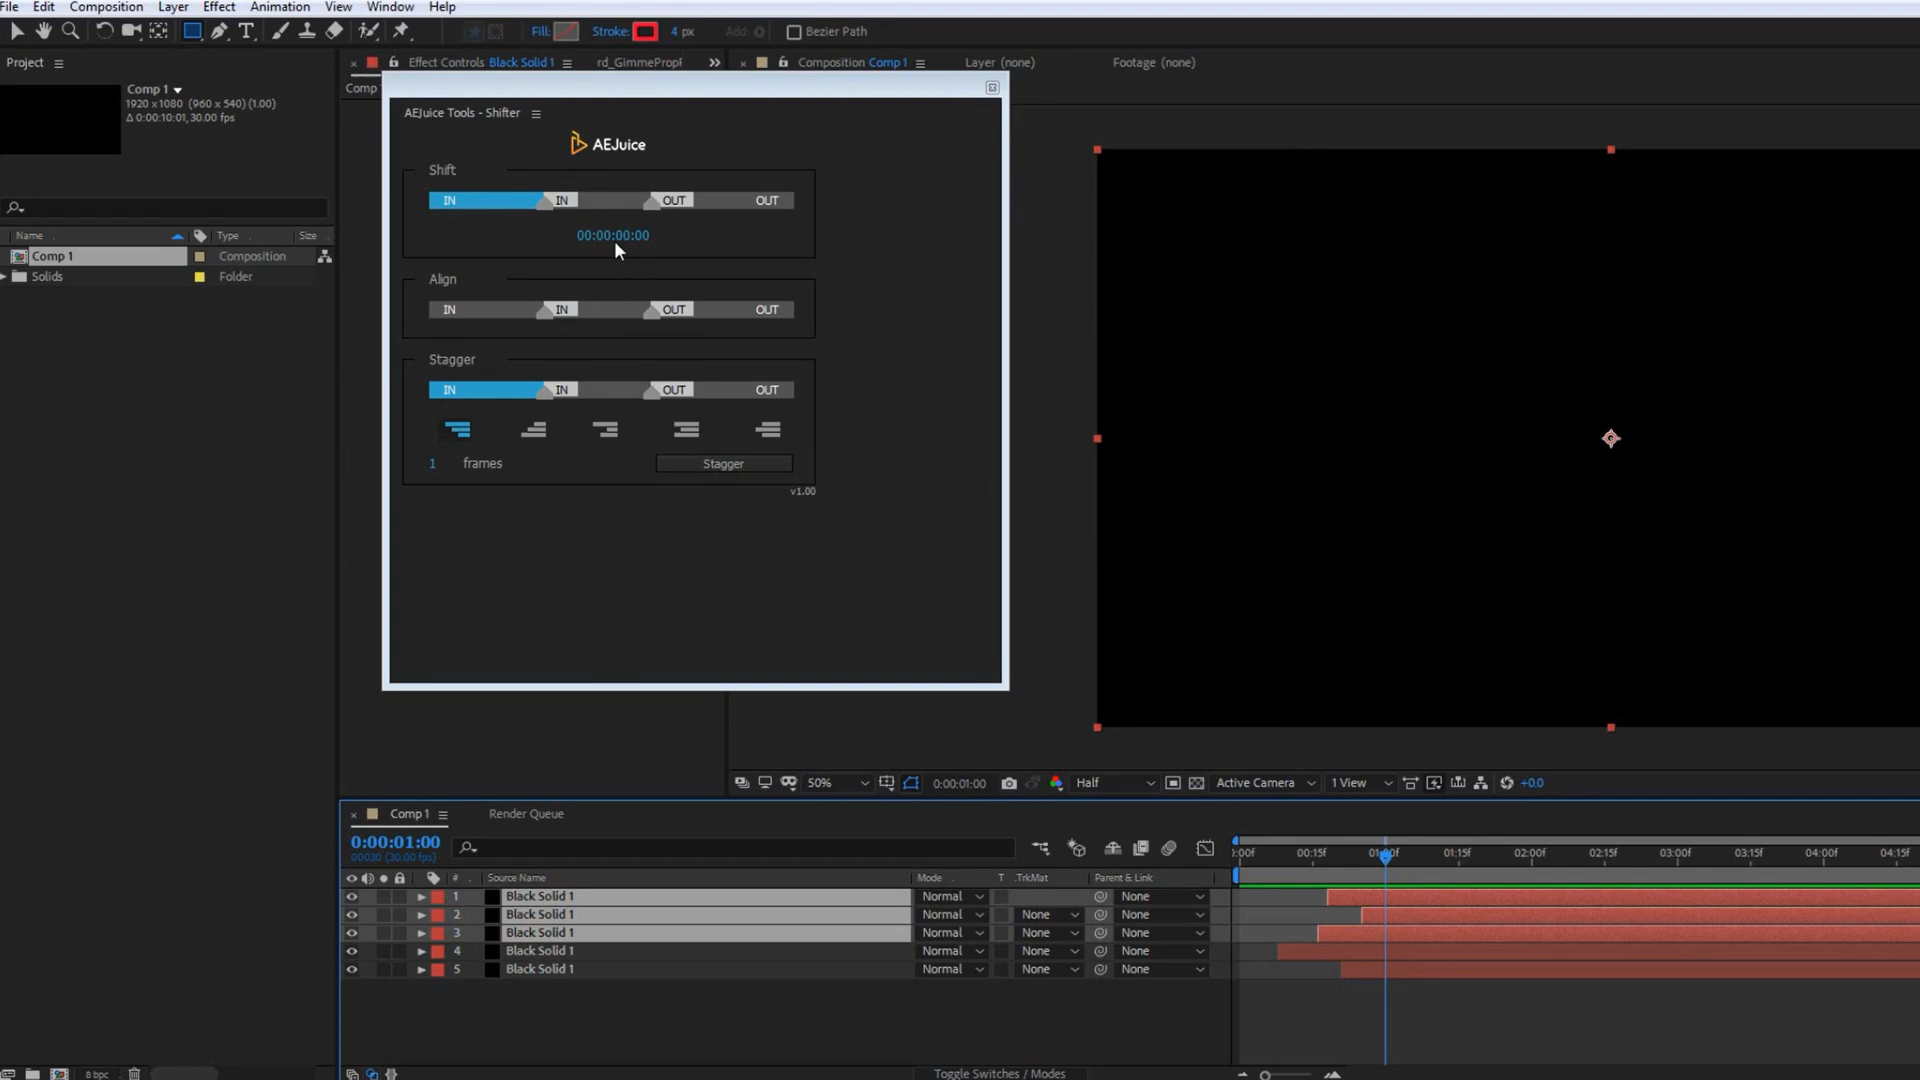 File Edit Composition Layer Effect Animation View Window Help
Fill: Stroke: 4 px Add: Bezier Path
Project
Comp 1
1920 x1080 (960 x 540) (1.00)
Δ 0:00:10:01, 30.00 fps
Name Type Size
Comp 1 Composition
Solids Folder
8 bpc
Effect Controls Black Solid 1
Comp
AEJuice Tools - Shifter
AEJuice
Shift
IN IN OUT OUT
00:00:00:00
Align
IN IN OUT OUT
Stagger
IN IN OUT OUT
1 frames Stagger
v1.00
Composition Comp 1 Layer (none) Footage (none)
50% 0:00:01:00 Half Active Camera 1 View +0.0
Comp 1 Render Queue
0:00:01:00
00030 (30.00 fps)
# Source Name Mode T .TrkMat Parent & Link
1 Black Solid 1 Normal None
2 Black Solid 1 Normal None None
3 Black Solid 1 Normal None None
4 Black Solid 1 Normal None None
5 Black Solid 1 Normal None None
:00f 00:15f 01:00f 01:15f 02:00f 02:15f 03:00f 03:15f 04:00f 04:15f
Toggle Switches / Modes